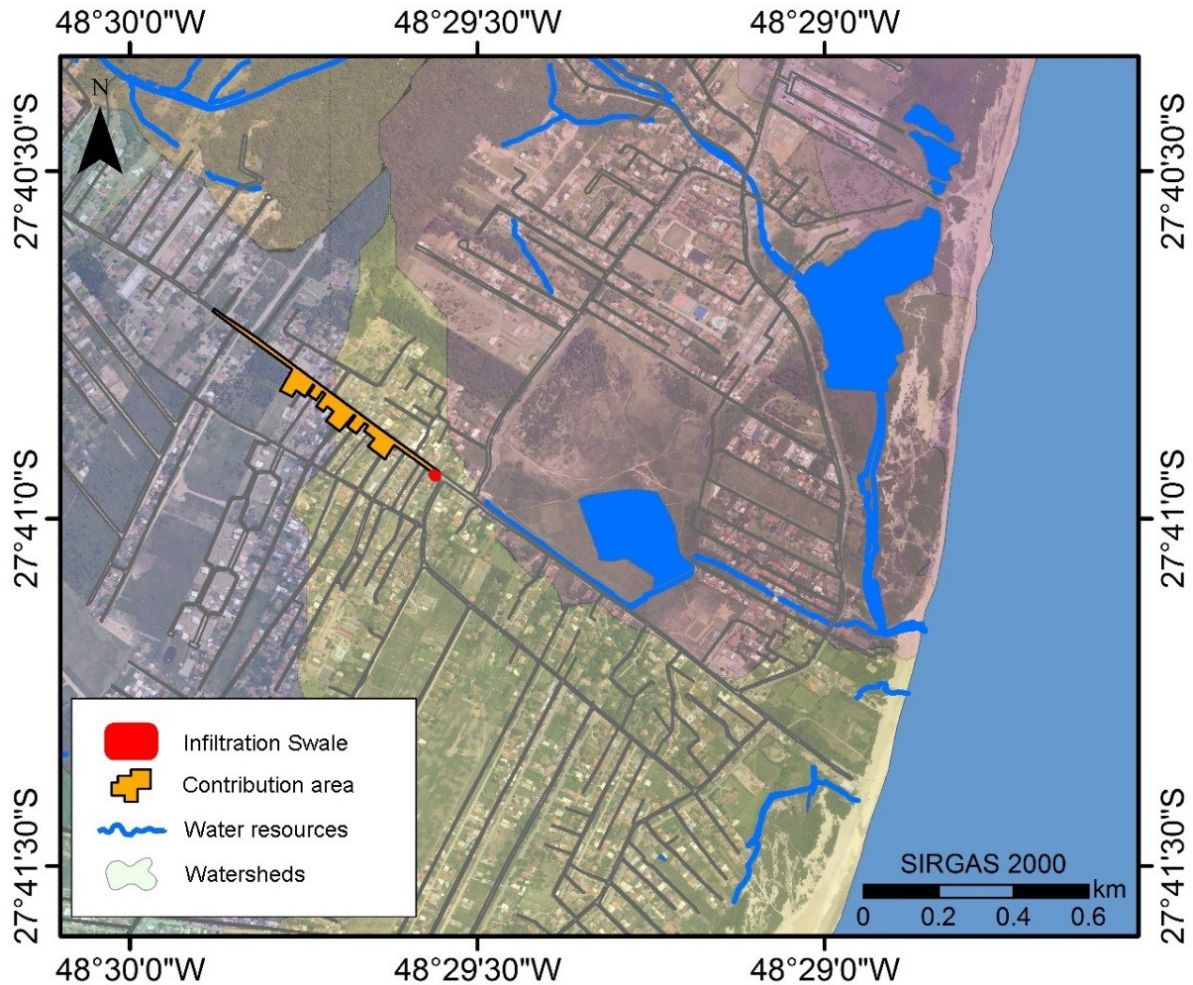 48°30'0"W 48°29'30"W 48°29'0"W
N
27°40'30"S 27°40'30"S
27°41'0"S 27°41'0"S
27°41'30"S 27°41'30"S
Infiltration Swale
Contribution area
Water resources
Watersheds
SIRGAS 2000
km
0 0.2 0.4 0.6
48°30'0"W 48°29'30"W 48°29'0"W